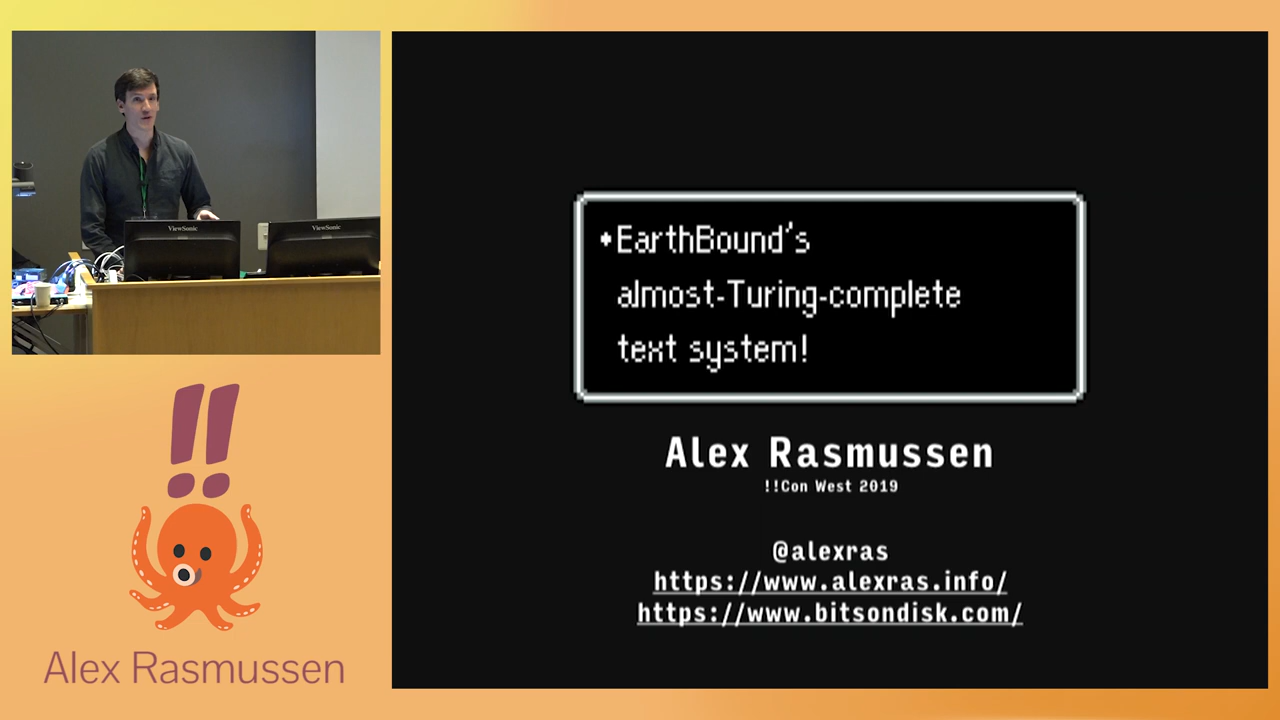 ViewSonic
ViewSonic
!!
Alex Rasmussen
•EarthBound's
almost-Turing-complete
text system!
Alex Rasmussen
!!Con West 2019
@alexras
https://www.alexras.info/
https://www.bitsondisk.com/